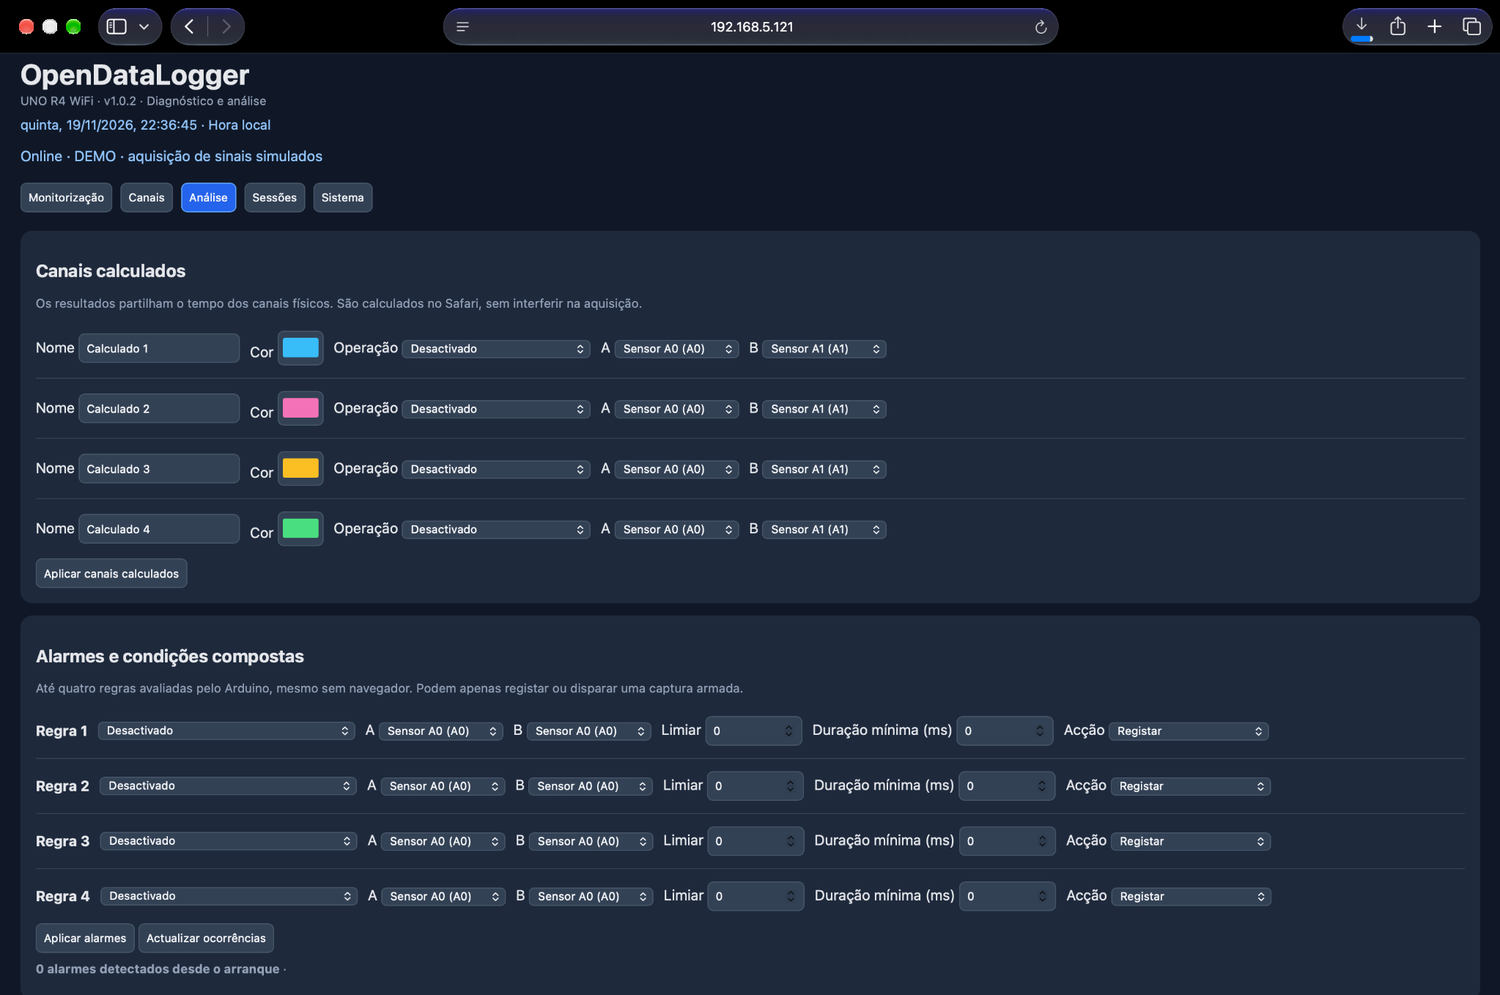 192.168.5.121
OpenDataLogger
UNO R4 WiFi · v1.0.2 · Diagnóstico e análise
quinta, 19/11/2026, 22:36:45 · Hora local
Online · DEMO · aquisição de sinais simulados
Monitorização Canais Análise Sessões Sistema
Canais calculados
Os resultados partilham o tempo dos canais físicos. São calculados no Safari, sem interferir na aquisição.
Nome Calculado 1 Cor Operação Desactivado A Sensor A0 (A0) B Sensor A1 (A1)
Nome Calculado 2 Cor Operação Desactivado A Sensor A0 (A0) B Sensor A1 (A1)
Nome Calculado 3 Cor Operação Desactivado A Sensor A0 (A0) B Sensor A1 (A1)
Nome Calculado 4 Cor Operação Desactivado A Sensor A0 (A0) B Sensor A1 (A1)
Aplicar canais calculados
Alarmes e condições compostas
Até quatro regras avaliadas pelo Arduino, mesmo sem navegador. Podem apenas registar ou disparar uma captura armada.
Regra 1 Desactivado A Sensor A0 (A0) B Sensor A0 (A0) Limiar 0 Duração mínima (ms) 0 Acção Registar
Regra 2 Desactivado A Sensor A0 (A0) B Sensor A0 (A0) Limiar 0 Duração mínima (ms) 0 Acção Registar
Regra 3 Desactivado A Sensor A0 (A0) B Sensor A0 (A0) Limiar 0 Duração mínima (ms) 0 Acção Registar
Regra 4 Desactivado A Sensor A0 (A0) B Sensor A0 (A0) Limiar 0 Duração mínima (ms) 0 Acção Registar
Aplicar alarmes Actualizar ocorrências
0 alarmes detectados desde o arranque ·